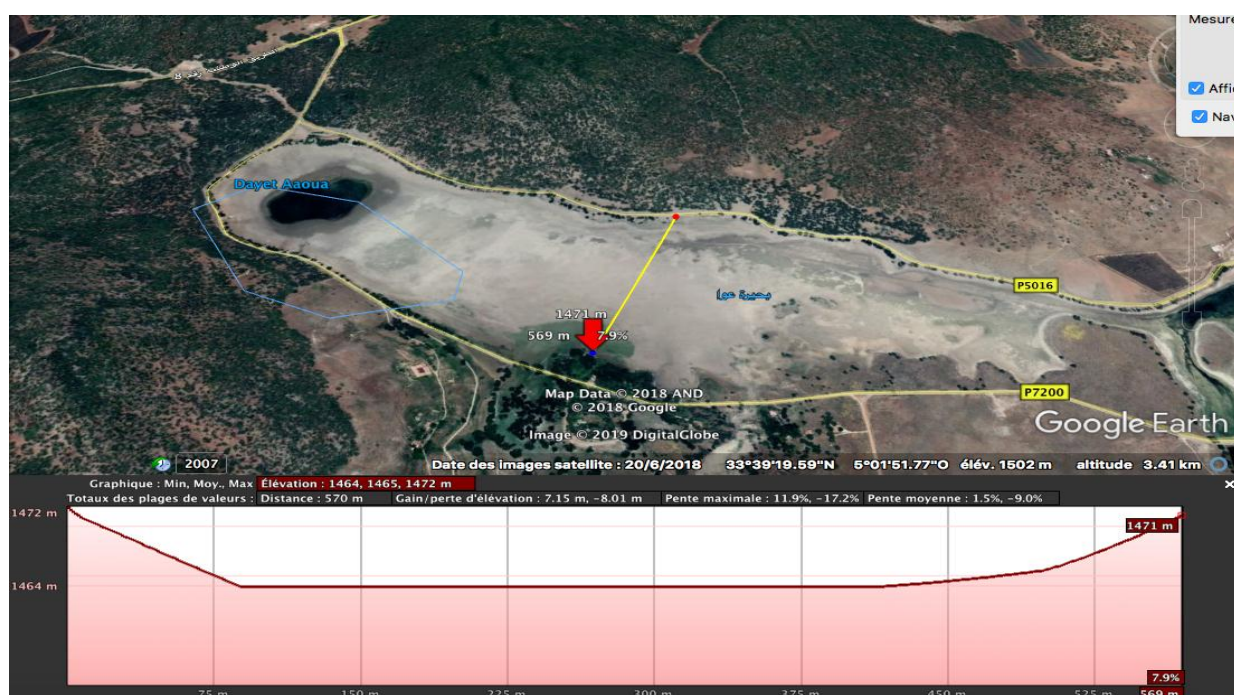 Mesure
Affic
Nav
Dayet Aaoua
بحيرة عوا
P5016
1471 m
569 m 7.9%
P7200
Map Data © 2018 AND
© 2018 Google
Image © 2019 DigitalGlobe
Google Earth
2007
Date des images satellite : 20/6/2018 33°39'19.59"N 5°01'51.77"O élév. 1502 m altitude 3.41 km
Graphique : Min, Moy., Max Élévation : 1464, 1465, 1472 m
Totaux des plages de valeurs : Distance : 570 m Gain/perte d'élévation : 7.15 m, -8.01 m Pente maximale : 11.9%, -17.2% Pente moyenne : 1.5%, -9.0%
1472 m
1471 m
1464 m
7.9%
75 m 150 m 225 m 300 m 375 m 450 m 525 m 569 m